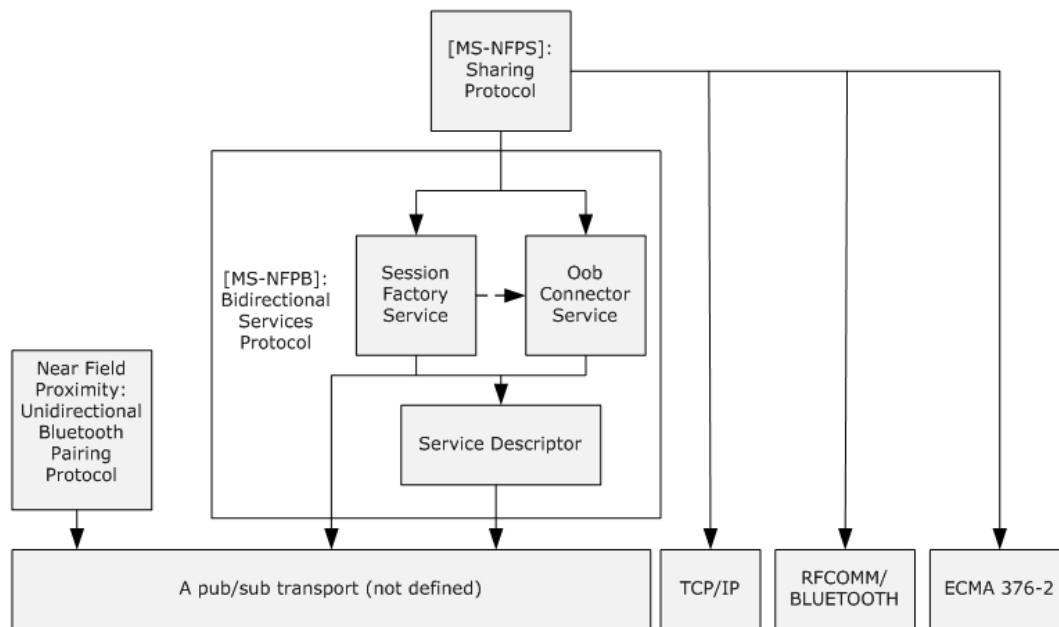 [MS-NFPS]:
Sharing
Protocol
[MS-NFPB]:
Bidirectional
Services
Protocol
Session
Factory
Service
Oob
Connector
Service
Near Field
Proximity:
Unidirectional
Bluetooth
Pairing
Protocol
Service Descriptor
A pub/sub transport (not defined)
TCP/IP
RFCOMM/
BLUETOOTH
ECMA 376-2